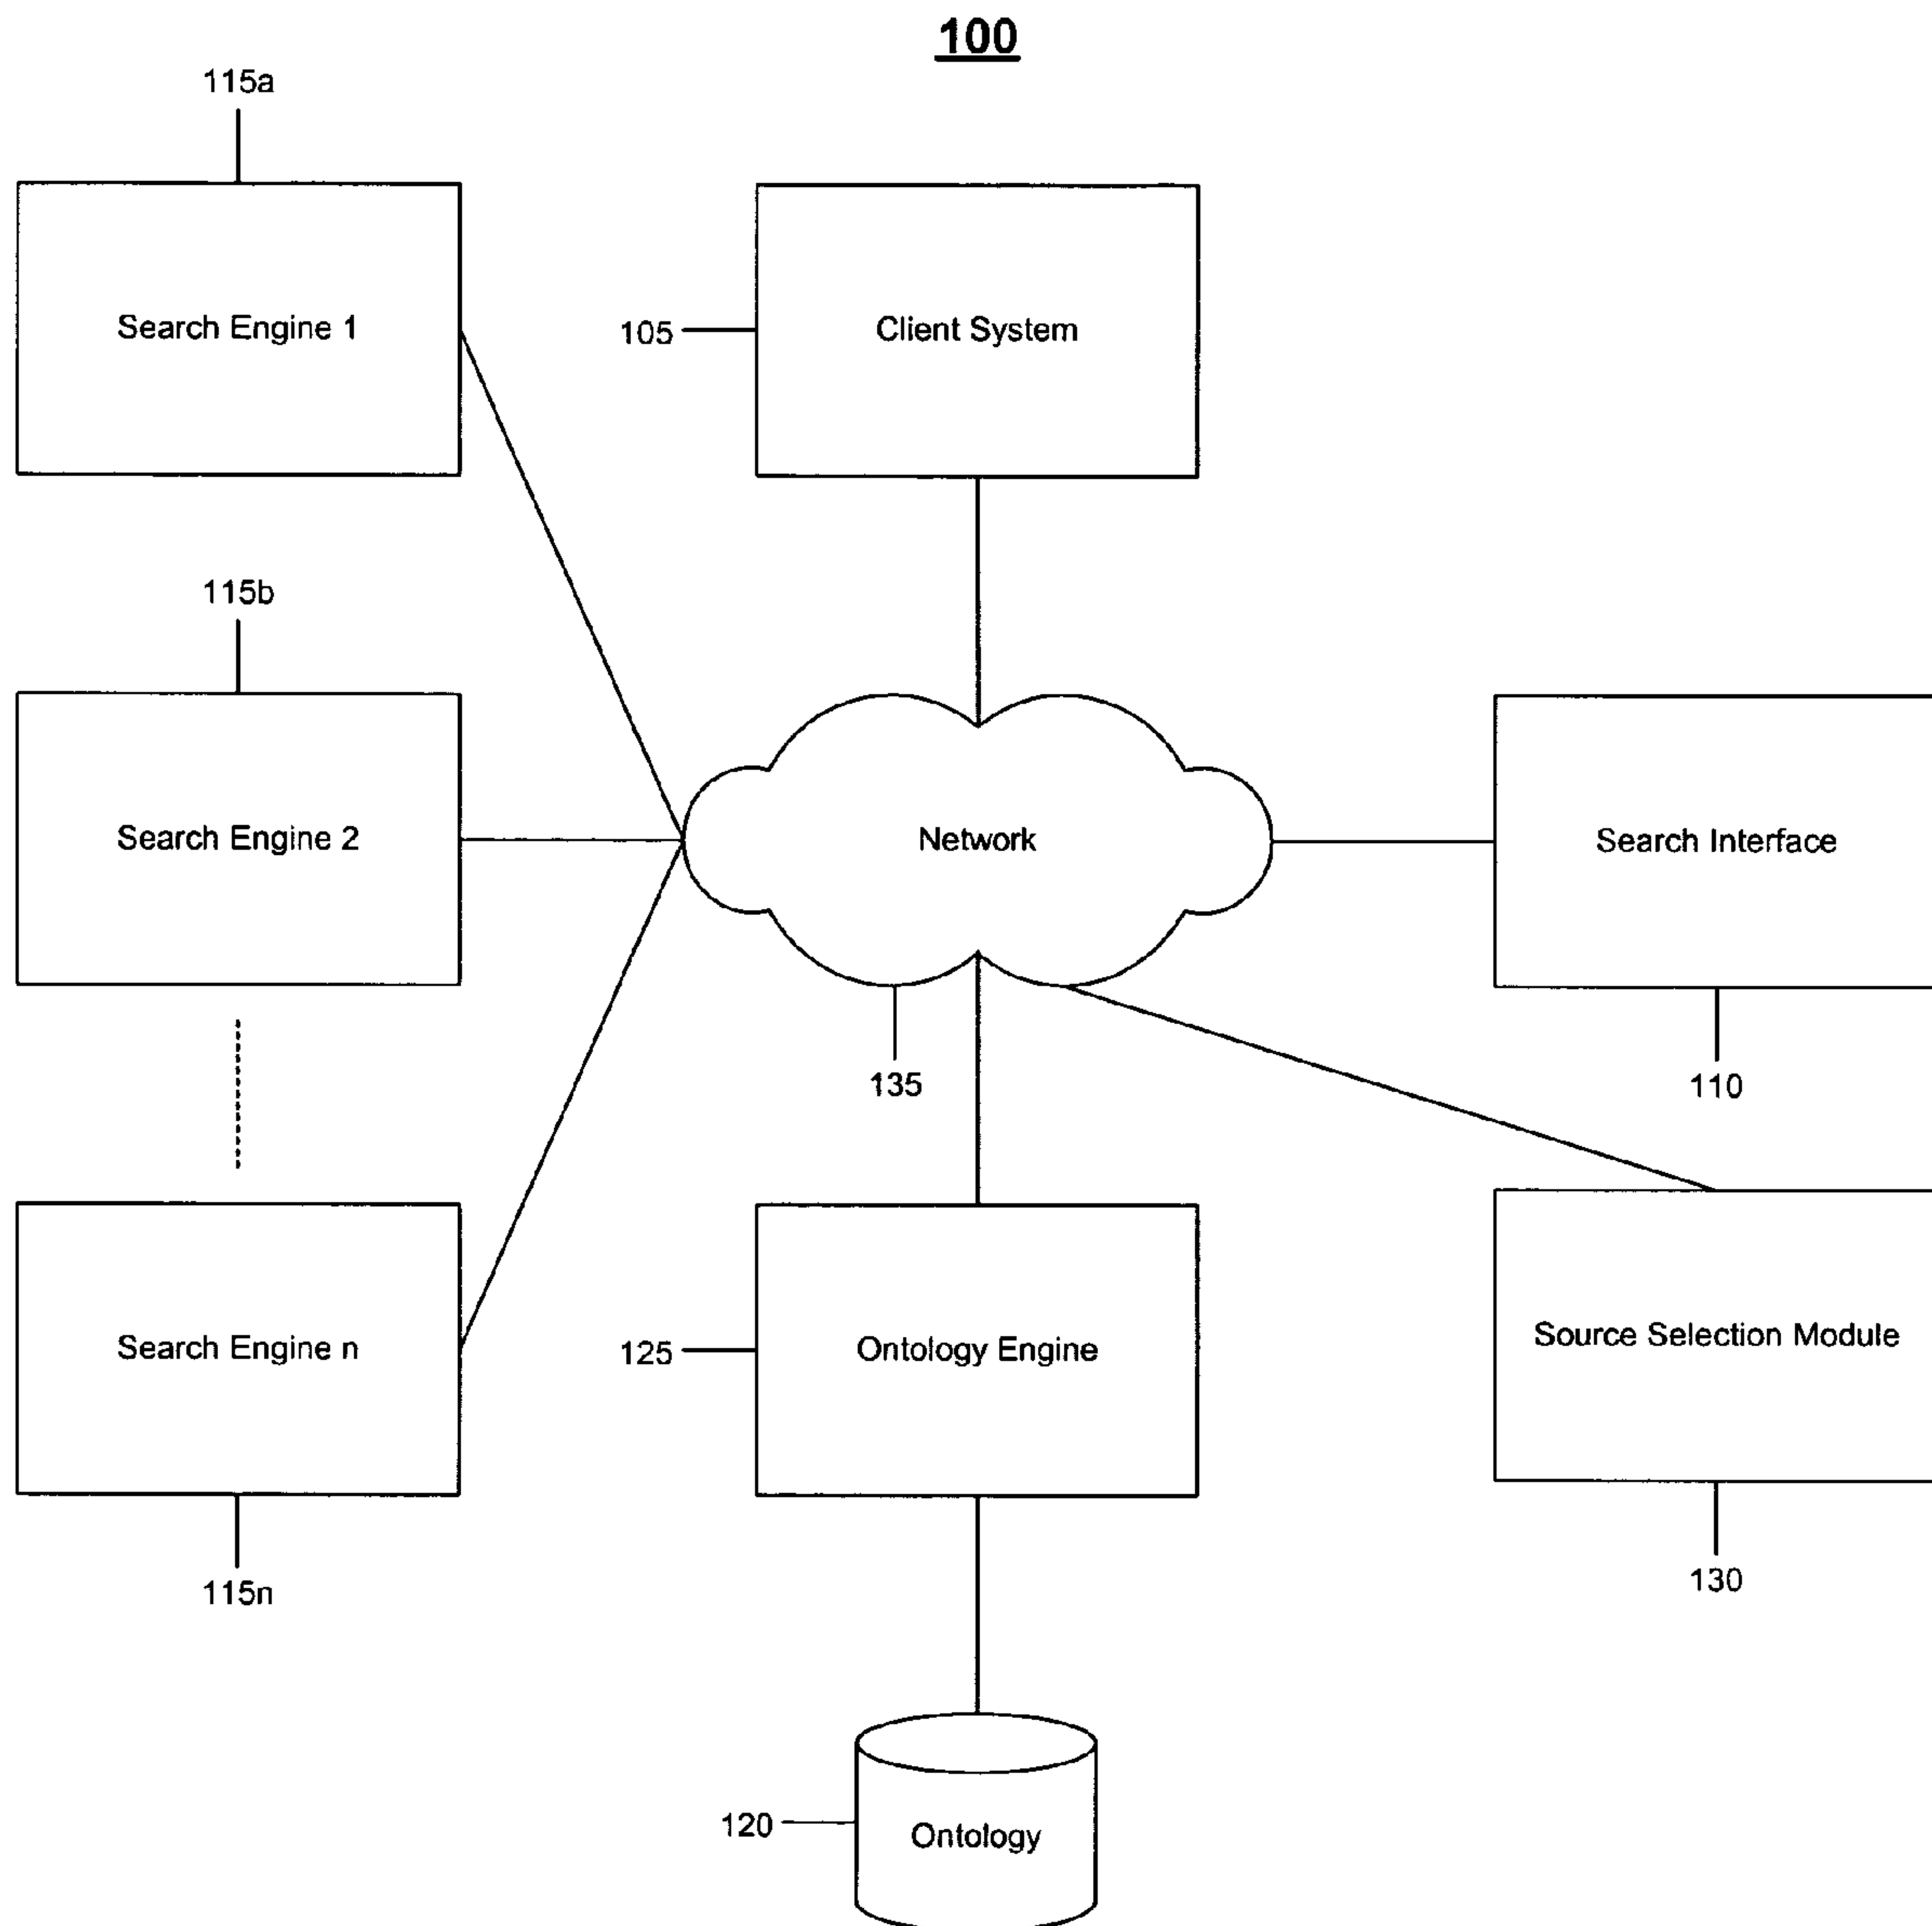 100
115a
Search Engine 1
105
Client System
115b
Search Engine 2
Network
Search Interface
135
110
Search Engine n
125
Ontology Engine
Source Selection Module
115n
130
120
Ontology